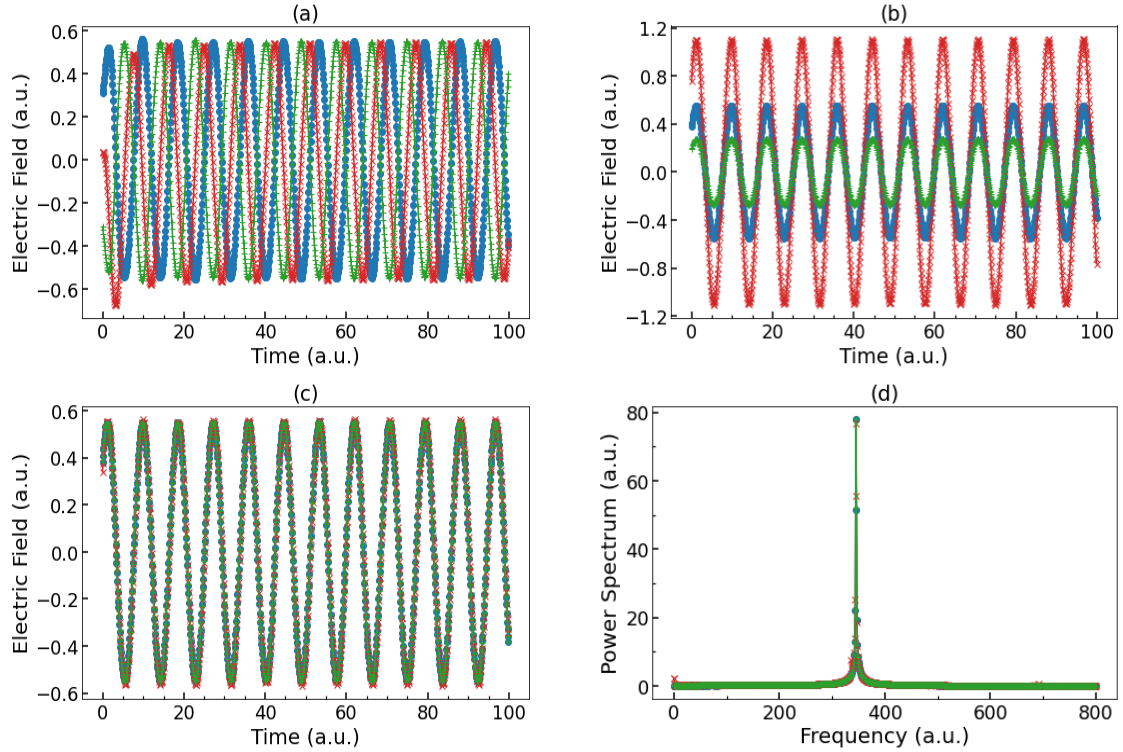 (a)
0.6
0.4
0.2
0.0
−0.2
−0.4
−0.6
Electric Field (a.u.)
0 20 40 60 80 100
Time (a.u.)
(b)
1.2
0.8
0.4
0.0
−0.4
−0.8
−1.2
Electric Field (a.u.)
0 20 40 60 80 100
Time (a.u.)
(c)
0.6
0.4
0.2
0.0
−0.2
−0.4
−0.6
Electric Field (a.u.)
0 20 40 60 80 100
Time (a.u.)
(d)
80
60
40
20
0
Power Spectrum (a.u.)
0 200 400 600 800
Frequency (a.u.)